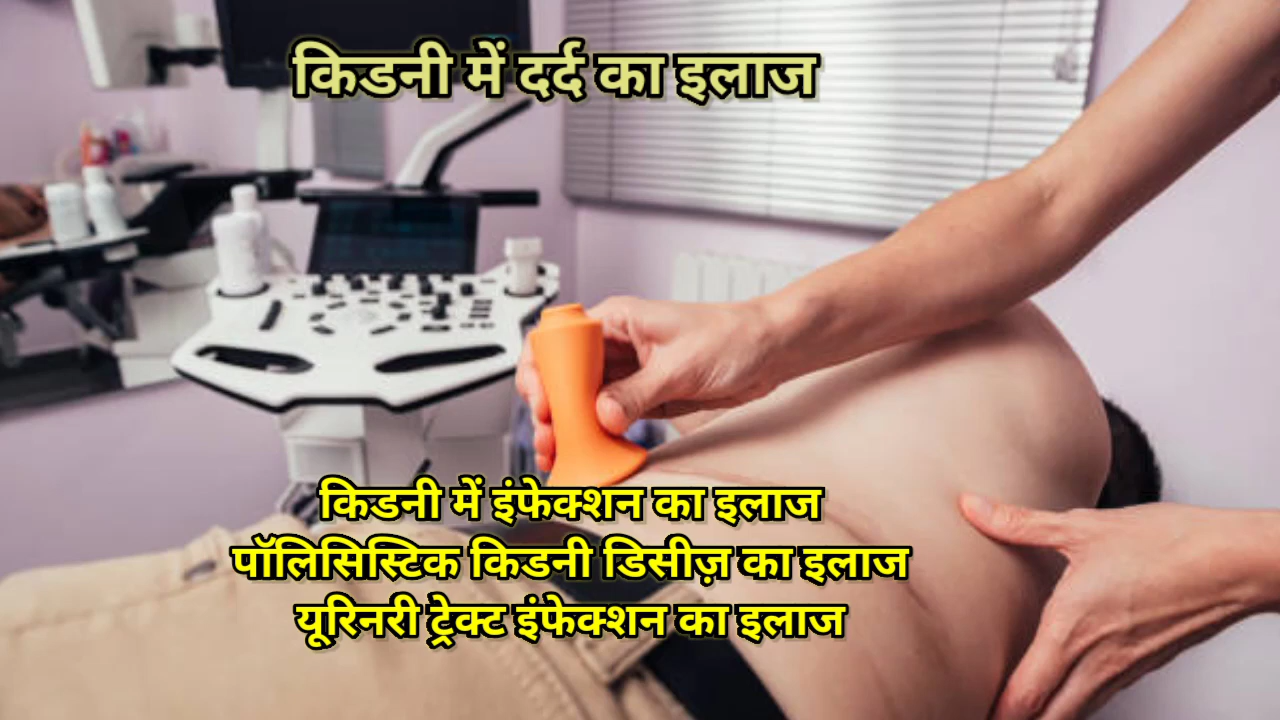 किडनी में दर्द का इलाज
किडनी में इंफेक्शन का इलाज
पॉलिसिस्टिक किडनी डिसीज़ का इलाज
यूरिनरी ट्रेक्ट इंफेक्शन का इलाज